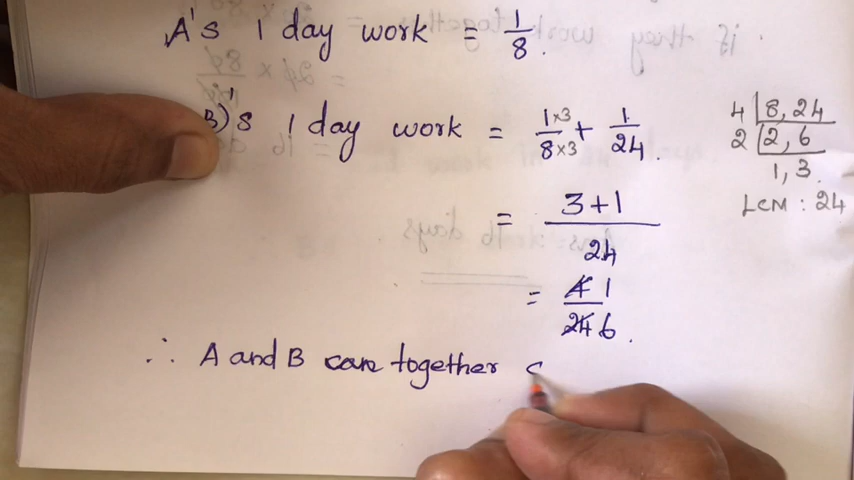 A's 1 day work = 1/8.
B)'s 1 day work = 1×3/8×3 + 1/24.
= 3+1/24
= 4 1/24 6.
∴ A and B can together
4 | 8, 24
2 | 2, 6
1, 3.
LCM : 24